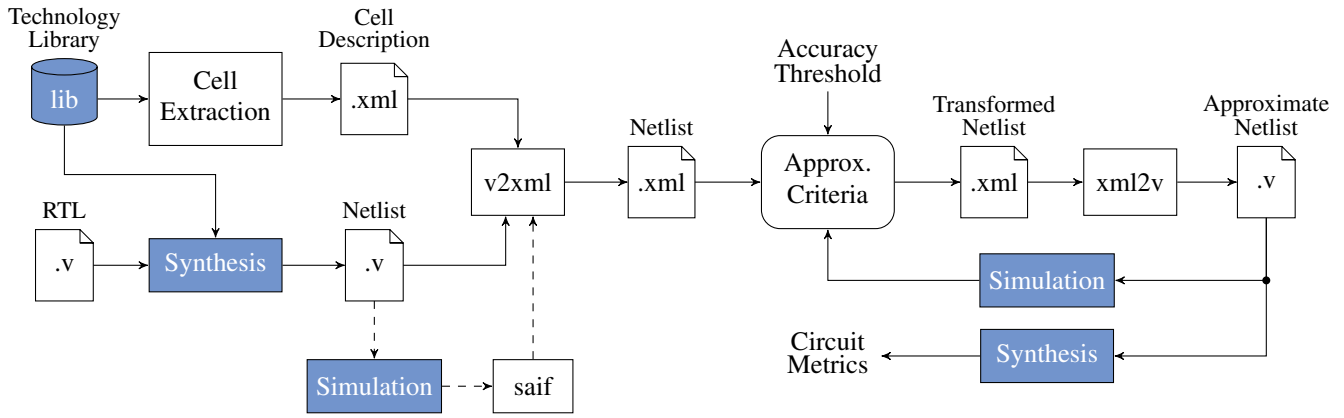 Technology
Library
lib
Cell
Extraction
Cell
Description
.xml
RTL
.v
Synthesis
Netlist
.v
Simulation
saif
v2xml
Netlist
.xml
Accuracy
Threshold
Approx.
Criteria
Transformed
Netlist
.xml
xml2v
Approximate
Netlist
.v
Simulation
Synthesis
Circuit
Metrics